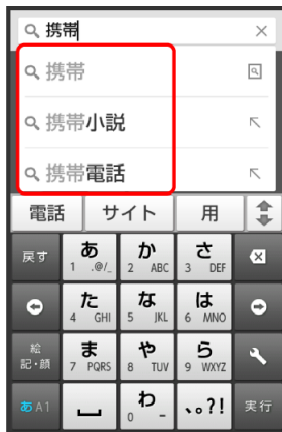 携帯
携帯
携帯小説
携帯電話
電話 サイト 用
戻す あ 1 .@/_ か 2 ABC さ 3 DEF
た 4 GHI な 5 JKL は 6 MNO
絵記・顔 ま 7 PQRS や 8 TUV ら 9 WXYZ
あA1 わ 0 - 、。?! 実行